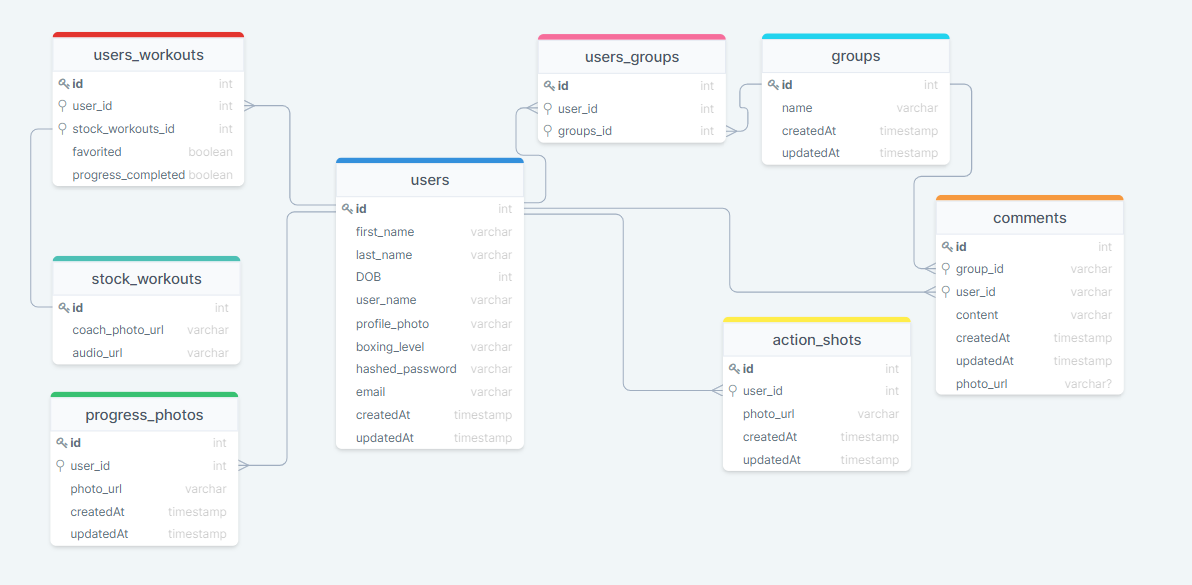 users_workouts
id int
user_id int
stock_workouts_id int
favorited boolean
progress_completed boolean
stock_workouts
id int
coach_photo_url varchar
audio_url varchar
progress_photos
id int
user_id int
photo_url varchar
createdAt timestamp
updatedAt timestamp
users
id int
first_name varchar
last_name varchar
DOB int
user_name varchar
profile_photo varchar
boxing_level varchar
hashed_password varchar
email varchar
createdAt timestamp
updatedAt timestamp
users_groups
id int
user_id int
groups_id int
groups
id int
name varchar
createdAt timestamp
updatedAt timestamp
comments
id int
group_id varchar
user_id varchar
content varchar
createdAt timestamp
updatedAt timestamp
photo_url varchar?
action_shots
id int
user_id int
photo_url varchar
createdAt timestamp
updatedAt timestamp